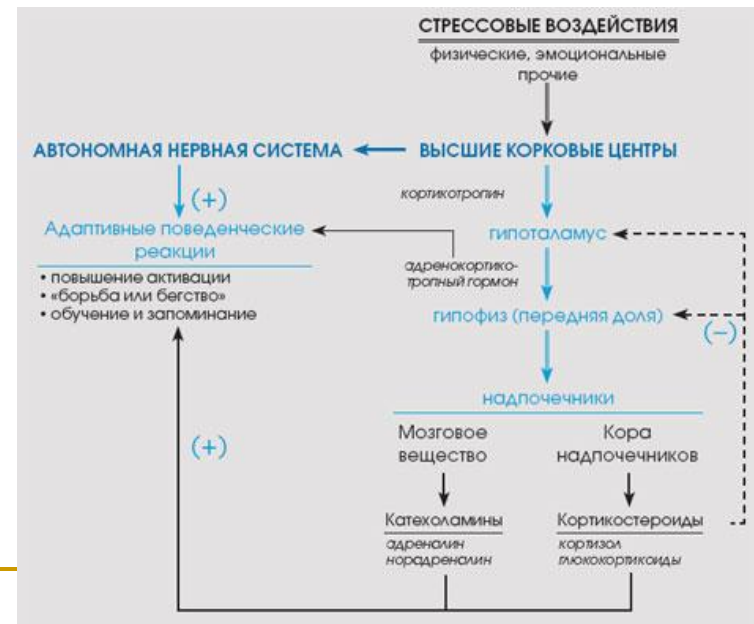 СТРЕССОВЫЕ ВОЗДЕЙСТВИЯ
физические, эмоциональные
прочие
АВТОНОМНАЯ НЕРВНАЯ СИСТЕМА
ВЫСШИЕ КОРКОВЫЕ ЦЕНТРЫ
(+)
кортикотропин
Адаптивные поведенческие
реакции
• повышение активации
• «борьба или бегство»
• обучение и запоминание
гипоталамус
адренокортико-
тропный гормон
гипофиз (передняя доля)
(–)
надпочечники
(+)
Мозговое
вещество
Кора
надпочечников
Катехоламины
адреналин
норадреналин
Кортикостероиды
кортизол
глюкокортикоиды